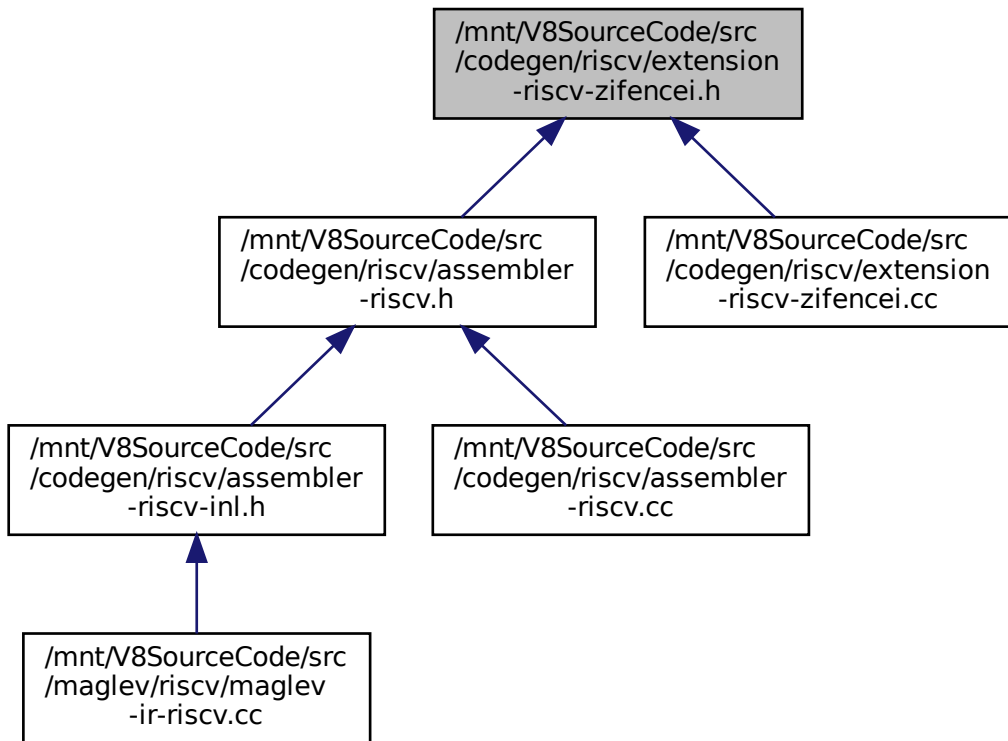 /mnt/V8SourceCode/src
/codegen/riscv/extension
-riscv-zifencei.h
/mnt/V8SourceCode/src
/codegen/riscv/assembler
-riscv.h
/mnt/V8SourceCode/src
/codegen/riscv/extension
-riscv-zifencei.cc
/mnt/V8SourceCode/src
/codegen/riscv/assembler
-riscv-inl.h
/mnt/V8SourceCode/src
/codegen/riscv/assembler
-riscv.cc
/mnt/V8SourceCode/src
/maglev/riscv/maglev
-ir-riscv.cc